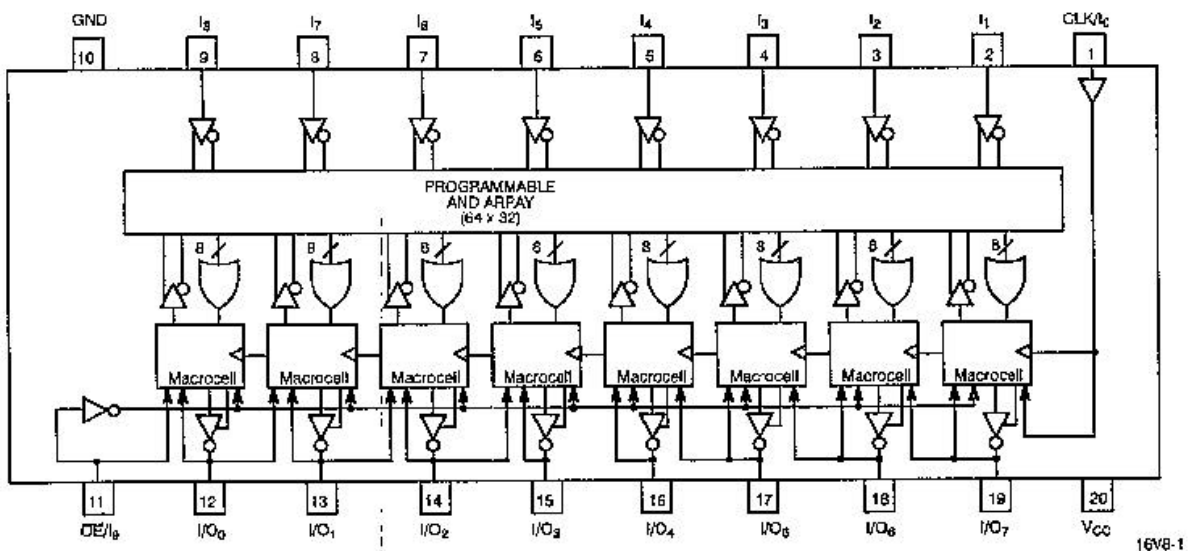 GND I8 I7 I6 I5 I4 I3 I2 I1 CLK/I0
10 9 8 7 6 5 4 3 2 1
PROGRAMMABLE
AND ARRAY
(64 x 32)
8 8 8 8 8 8 8 8
Macrocell Macrocell Macrocell Macrocell Macrocell Macrocell Macrocell Macrocell
11 12 13 14 15 16 17 18 19 20
OE/I9 I/O0 I/O1 I/O2 I/O3 I/O4 I/O5 I/O6 I/O7 VCC
16V8-1